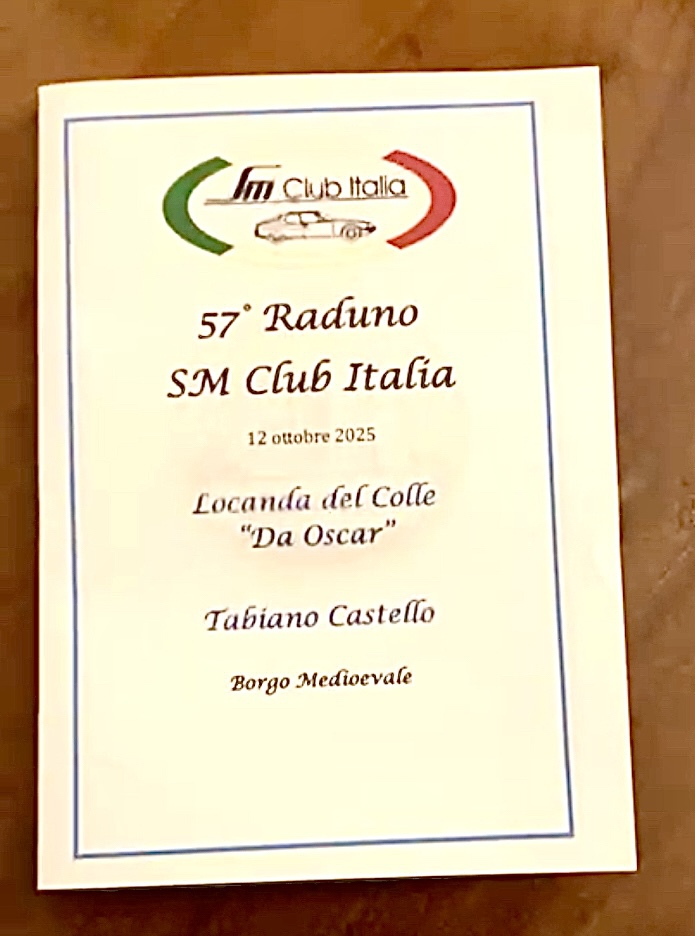 Sm Club Italia
57° Raduno
SM Club Italia
12 ottobre 2025
Locanda del Colle
“Da Oscar”
Tabiano Castello
Borgo Medioevale